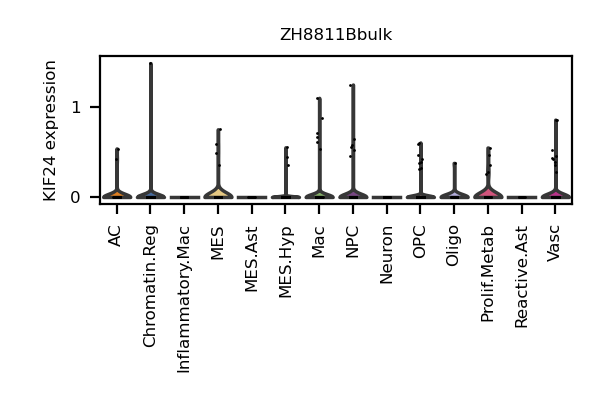 ZH8811Bbulk
KIF24 expression
1
0
AC
Chromatin.Reg
Inflammatory.Mac
MES
MES.Ast
MES.Hyp
Mac
NPC
Neuron
OPC
Oligo
Prolif.Metab
Reactive.Ast
Vasc